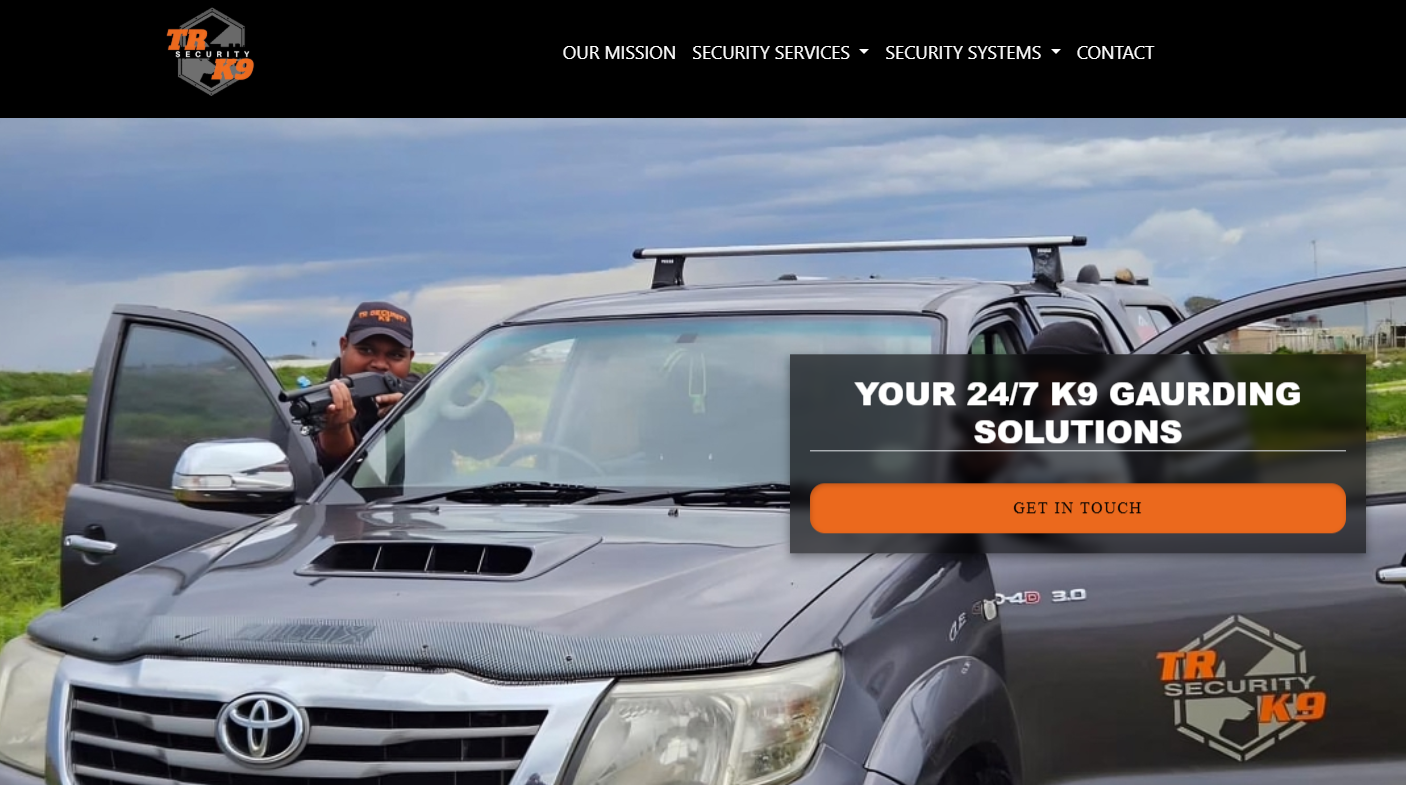 TR
SECURITY
K9
OUR MISSION SECURITY SERVICES SECURITY SYSTEMS CONTACT
TR SECURITY
K9
YOUR 24/7 K9 GAURDING
SOLUTIONS
GET IN TOUCH
D-4D 3.0
HILUX
TR
SECURITY
K9